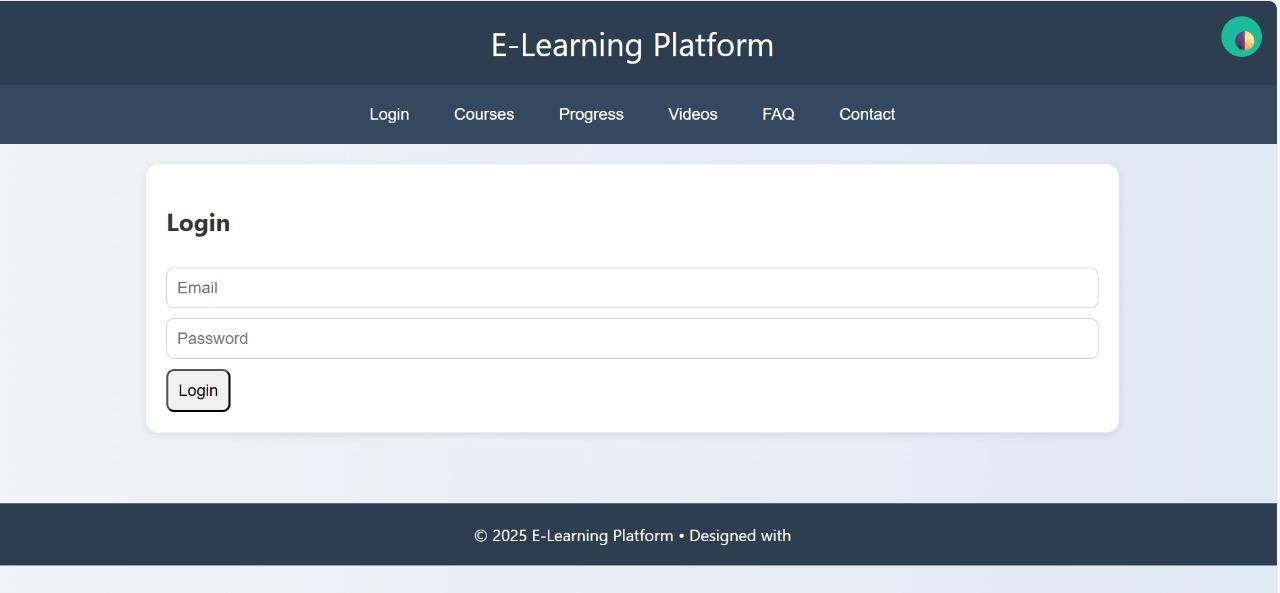 E-Learning Platform
Login Courses Progress Videos FAQ Contact
Login
Email
Password
Login
© 2025 E-Learning Platform • Designed with